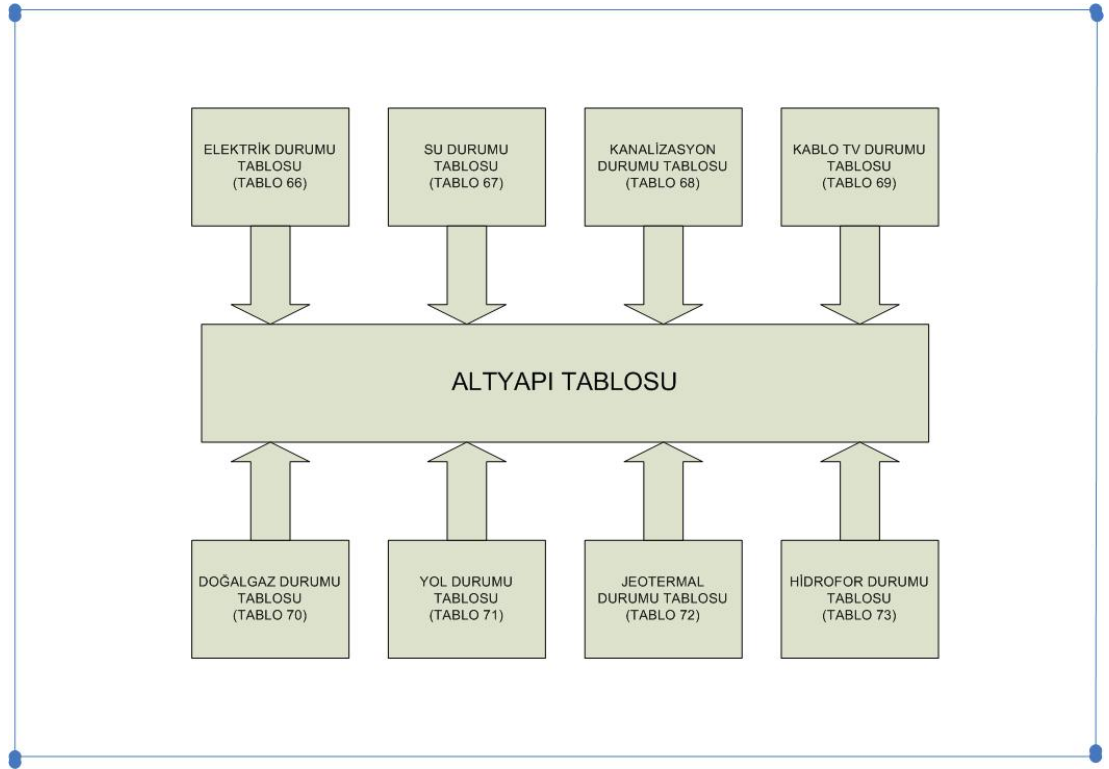 ELEKTRİK DURUMU
TABLOSU
(TABLO 66)
SU DURUMU
TABLOSU
(TABLO 67)
KANALİZASYON
DURUMU TABLOSU
(TABLO 68)
KABLO TV DURUMU
TABLOSU
(TABLO 69)
ALTYAPI TABLOSU
DOĞALGAZ DURUMU
TABLOSU
(TABLO 70)
YOL DURUMU
TABLOSU
(TABLO 71)
JEOTERMAL
DURUMU TABLOSU
(TABLO 72)
HİDROFOR DURUMU
TABLOSU
(TABLO 73)